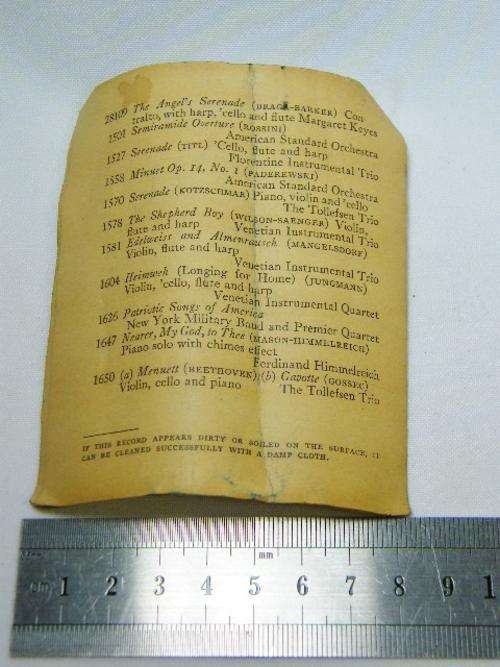 28109 The Angel's Serenade (BRAGA-BARKER) Con-
tralto, with harp, 'cello and flute Margaret Keyes
1501 Semiramide Overture (ROSSINI)
American Standard Orchestra
1527 Serenade (TITL) 'Cello, flute and harp
Florentine Instrumental Trio
1558 Minuet Op. 14, No. 1 (PADEREWSKI)
American Standard Orchestra
1570 Serenade (KOTZSCHMAR) Piano, violin and 'cello
The Tollefsen Trio
1578 The Shepherd Boy (WILSON-SAENGER) Violin,
flute and harp Venetian Instrumental Trio
1581 Edelweiss and Almenrausch (MANGELSDORF)
Violin, flute and harp
Venetian Instrumental Trio
1604 Heimweh (Longing for Home) (JUNGMANN)
Violin, 'cello, flute and harp
Venetian Instrumental Quartet
1626 Patriotic Songs of America
New York Military Band and Premier Quartet
1647 Nearer, My God, to Thee (MASON-HIMMELREICH)
Piano solo with chimes effect
Ferdinand Himmelreich
1650 (a) Menuett (BEETHOVEN); (b) Gavotte (GOSSEC)
Violin, cello and piano The Tollefsen Trio
IF THIS RECORD APPEARS DIRTY OR SOILED ON THE SURFACE, IT
CAN BE CLEANED SUCCESSFULLY WITH A DAMP CLOTH.
mm
cm 1 2 3 4 5 6 7 8 9 1